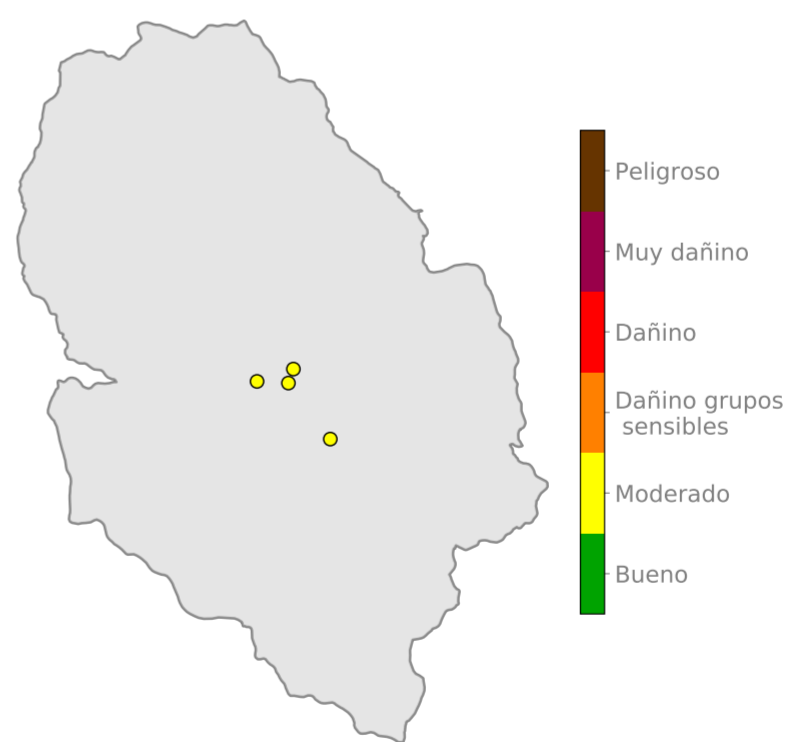 Peligroso
Muy dañino
Dañino
Dañino grupos
sensibles
Moderado
Bueno